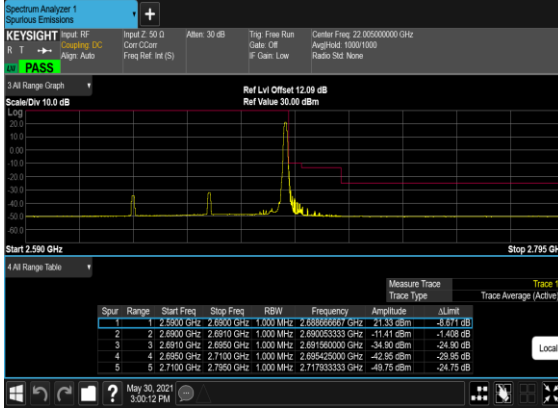 Spectrum Analyzer 1
Spurious Emissions
+
KEYSIGHT Input: RF Input Z: 50 Ω Atten: 30 dB Trig: Free Run Center Freq: 22.005000000 GHz
R T Coupling: DC Corr CCorr Gate: Off Avg|Hold: 1000/1000
Align: Auto Freq Ref: Int (S) IF Gain: Low Radio Std: None
PASS
3 All Range Graph Ref Lvl Offset 12.09 dB
Scale/Div 10.0 dB Ref Value 30.00 dBm
Log
20.0
10.0
0.00
-10.0
-20.0
-30.0
-40.0
-50.0
-60.0
Start 2.590 GHz Stop 2.795 GH
4 All Range Table
Measure Trace Trace 1
Trace Type Trace Average (Active)
Spur Range Start Freq Stop Freq RBW Frequency Amplitude ΔLimit
1 1 2.5900 GHz 2.6900 GHz 1.000 MHz 2.688666667 GHz 21.33 dBm -8.671 dB
2 2 2.6900 GHz 2.6910 GHz 1.000 MHz 2.690053333 GHz -11.41 dBm -1.408 dB
3 3 2.6910 GHz 2.6950 GHz 1.000 MHz 2.691560000 GHz -34.90 dBm -24.90 dB
4 4 2.6950 GHz 2.7100 GHz 1.000 MHz 2.695425000 GHz -42.95 dBm -29.95 dB
5 5 2.7100 GHz 2.7950 GHz 1.000 MHz 2.717933333 GHz -49.75 dBm -24.75 dB
Local
? May 30, 2021
3:00:12 PM